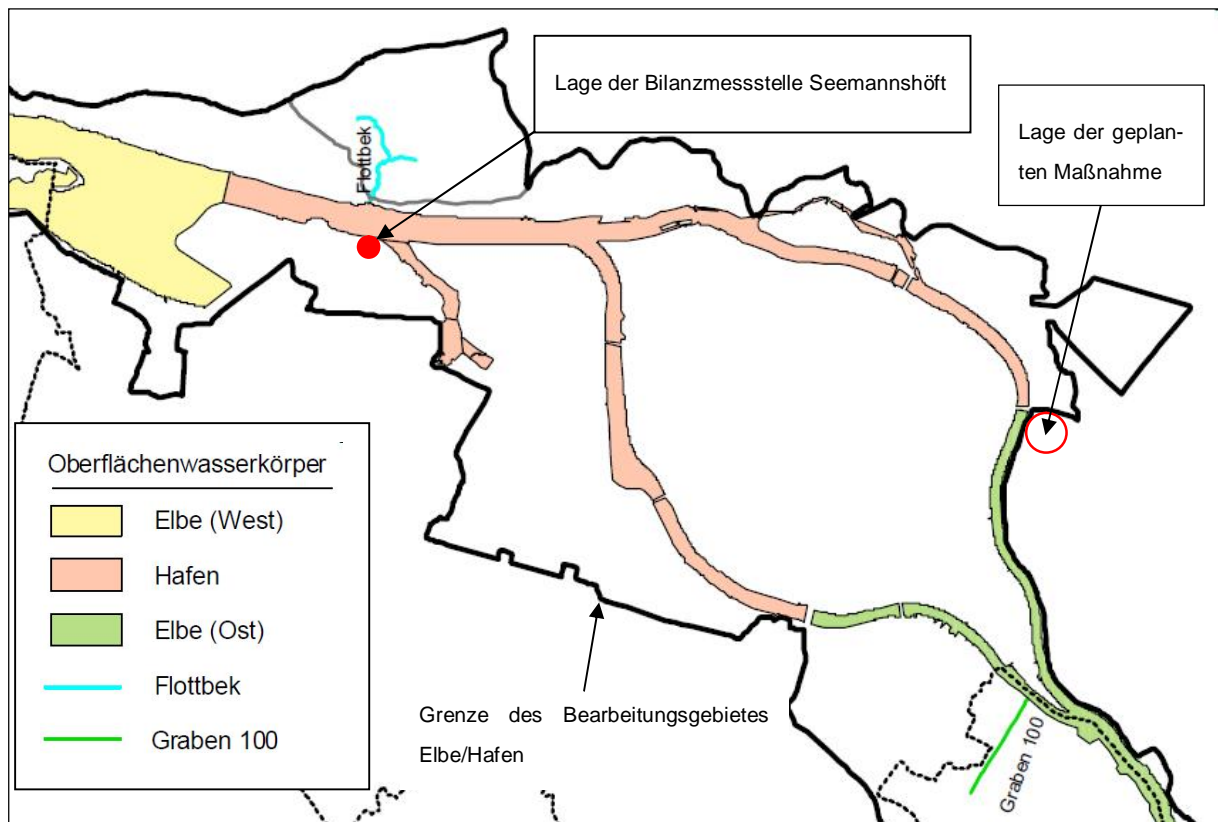 Lage der Bilanzmessstelle Seemannshöft
Lage der geplan-
ten Maßnahme
Flottbek
Oberflächenwasserkörper
Elbe (West)
Hafen
Elbe (Ost)
Flottbek
Graben 100
Grenze des Bearbeitungsgebietes
Elbe/Hafen
Graben 100